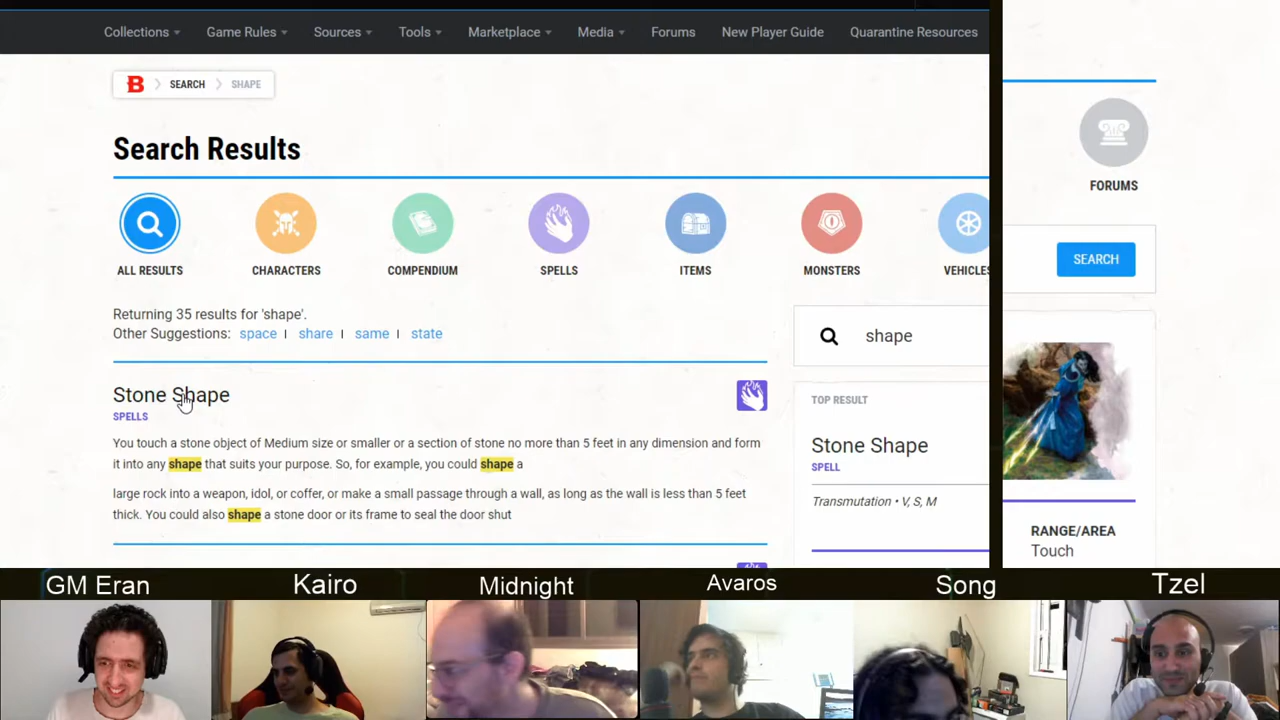 Collections Game Rules Sources Tools Marketplace Media Forums New Player Guide Quarantine Resources
B SEARCH SHAPE
Search Results
FORUMS
ALL RESULTS CHARACTERS COMPENDIUM SPELLS ITEMS MONSTERS VEHICLES
SEARCH
Returning 35 results for 'shape'.
Other Suggestions: space | share | same | state
shape
Stone Shape
SPELLS
You touch a stone object of Medium size or smaller or a section of stone no more than 5 feet in any dimension and form
it into any shape that suits your purpose. So, for example, you could shape a
large rock into a weapon, idol, or coffer, or make a small passage through a wall, as long as the wall is less than 5 feet
thick. You could also shape a stone door or its frame to seal the door shut
TOP RESULT
Stone Shape
SPELL
Transmutation • V, S, M
RANGE/AREA
Touch
GM Eran Kairo Midnight Avaros Song Tzel